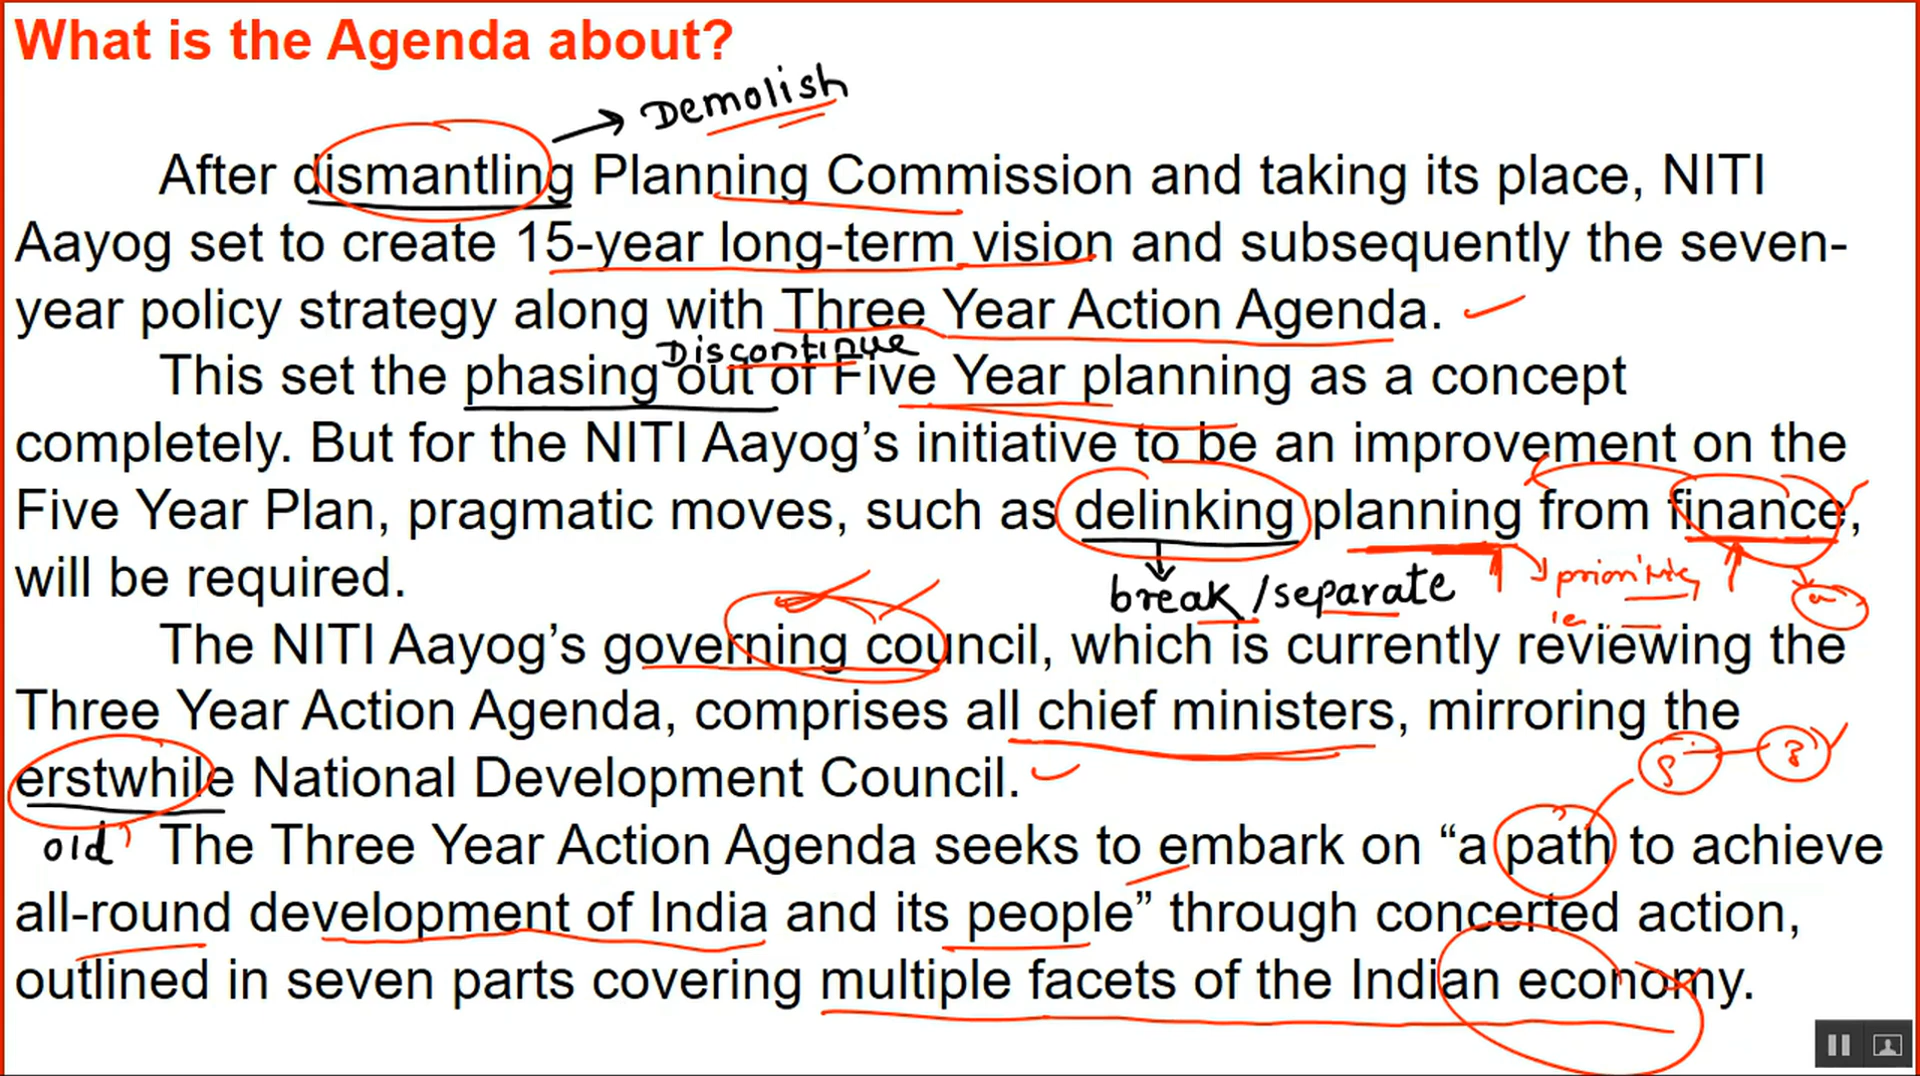 What is the Agenda about?
Demolish
After dismantling Planning Commission and taking its place, NITI
Aayog set to create 15-year long-term vision and subsequently the seven-
year policy strategy along with Three Year Action Agenda.
Discontinue
This set the phasing out of Five Year planning as a concept
completely. But for the NITI Aayog’s initiative to be an improvement on the
Five Year Plan, pragmatic moves, such as delinking planning from finance,
will be required.
break/separate
The NITI Aayog’s governing council, which is currently reviewing the
Three Year Action Agenda, comprises all chief ministers, mirroring the
erstwhile National Development Council.
old
The Three Year Action Agenda seeks to embark on “a path to achieve
all-round development of India and its people” through concerted action,
outlined in seven parts covering multiple facets of the Indian economy.